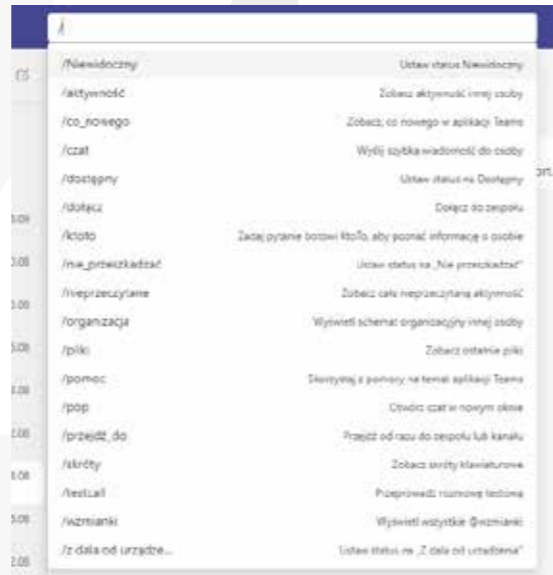 /
/Niewidoczny Ustaw status Niewidoczny
/aktywność Zobacz aktywność innej osoby
/co_nowego Zobacz, co nowego w aplikacji Teams
/czat Wyślij szybką wiadomość do osoby
/dostępny Ustaw status na Dostępny
/dołącz Dołącz do zespołu
/ktoto Zadaj pytanie botowi KtoTo, aby poznać informację o osobie
/nie_przeszkadzać Ustaw status na „Nie przeszkadzać"
/nieprzeczytane Zobacz całą nieprzeczytaną aktywność
/organizacja Wyświetl schemat organizacyjny innej osoby
/pliki Zobacz ostatnie pliki
/pomoc Skorzystaj z pomocy na temat aplikacji Teams
/pop Otwórz czat w nowym oknie
/przejdź_do Przejdź od razu do zespołu lub kanału
/skróty Zobacz skróty klawiaturowe
/testcall Przeprowadź rozmowę testową
/wzmianki Wyświetl wszystkie @wzmianki
/z dala od urządze... Ustaw status na „Z dala od urządzenia"